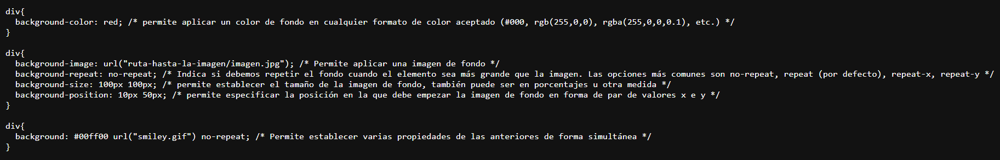 div{
  background-color: red; /* permite aplicar un color de fondo en cualquier formato de color aceptado (#000, rgb(255,0,0), rgba(255,0,0,0.1), etc.) */
}

div{
  background-image: url("ruta-hasta-la-imagen/imagen.jpg"); /* Permite aplicar una imagen de fondo */
  background-repeat: no-repeat; /* Indica si debemos repetir el fondo cuando el elemento sea más grande que la imagen. Las opciones más comunes son no-repeat, repeat (por defecto), repeat-x, repeat-y */
  background-size: 100px 100px; /* permite establecer el tamaño de la imagen de fondo, también puede ser en porcentajes u otra medida */
  background-position: 10px 50px; /* permite especificar la posición en la que debe empezar la imagen de fondo en forma de par de valores x e y */
}

div{
  background: #00ff00 url("smiley.gif") no-repeat; /* Permite establecer varias propiedades de las anteriores de forma simultánea */
}